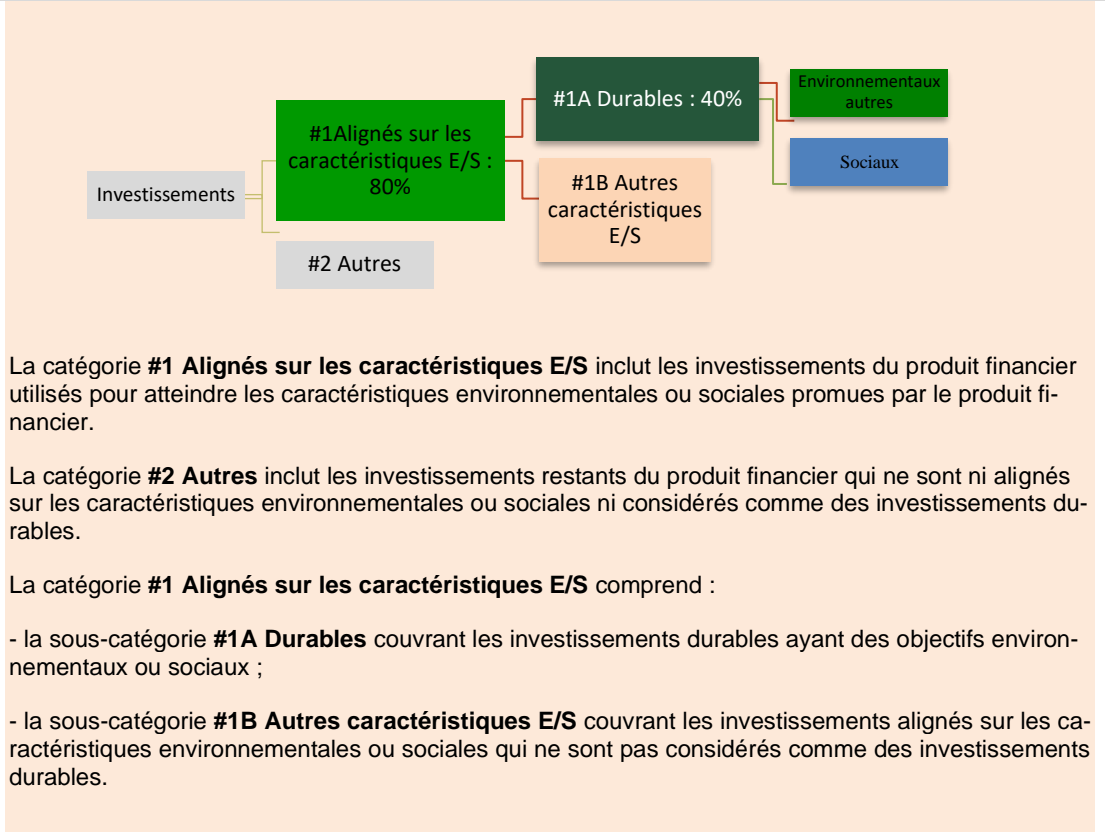 Investissements
#1Alignés sur les
caractéristiques E/S :
80%
#2 Autres
#1A Durables : 40%
#1B Autres
caractéristiques
E/S
Environnementaux
autres
Sociaux
La catégorie #1 Alignés sur les caractéristiques E/S inclut les investissements du produit financier
utilisés pour atteindre les caractéristiques environnementales ou sociales promues par le produit fi-
nancier.
La catégorie #2 Autres inclut les investissements restants du produit financier qui ne sont ni alignés
sur les caractéristiques environnementales ou sociales ni considérés comme des investissements du-
rables.
La catégorie #1 Alignés sur les caractéristiques E/S comprend :
- la sous-catégorie #1A Durables couvrant les investissements durables ayant des objectifs environ-
nementaux ou sociaux ;
- la sous-catégorie #1B Autres caractéristiques E/S couvrant les investissements alignés sur les ca-
ractéristiques environnementales ou sociales qui ne sont pas considérés comme des investissements
durables.